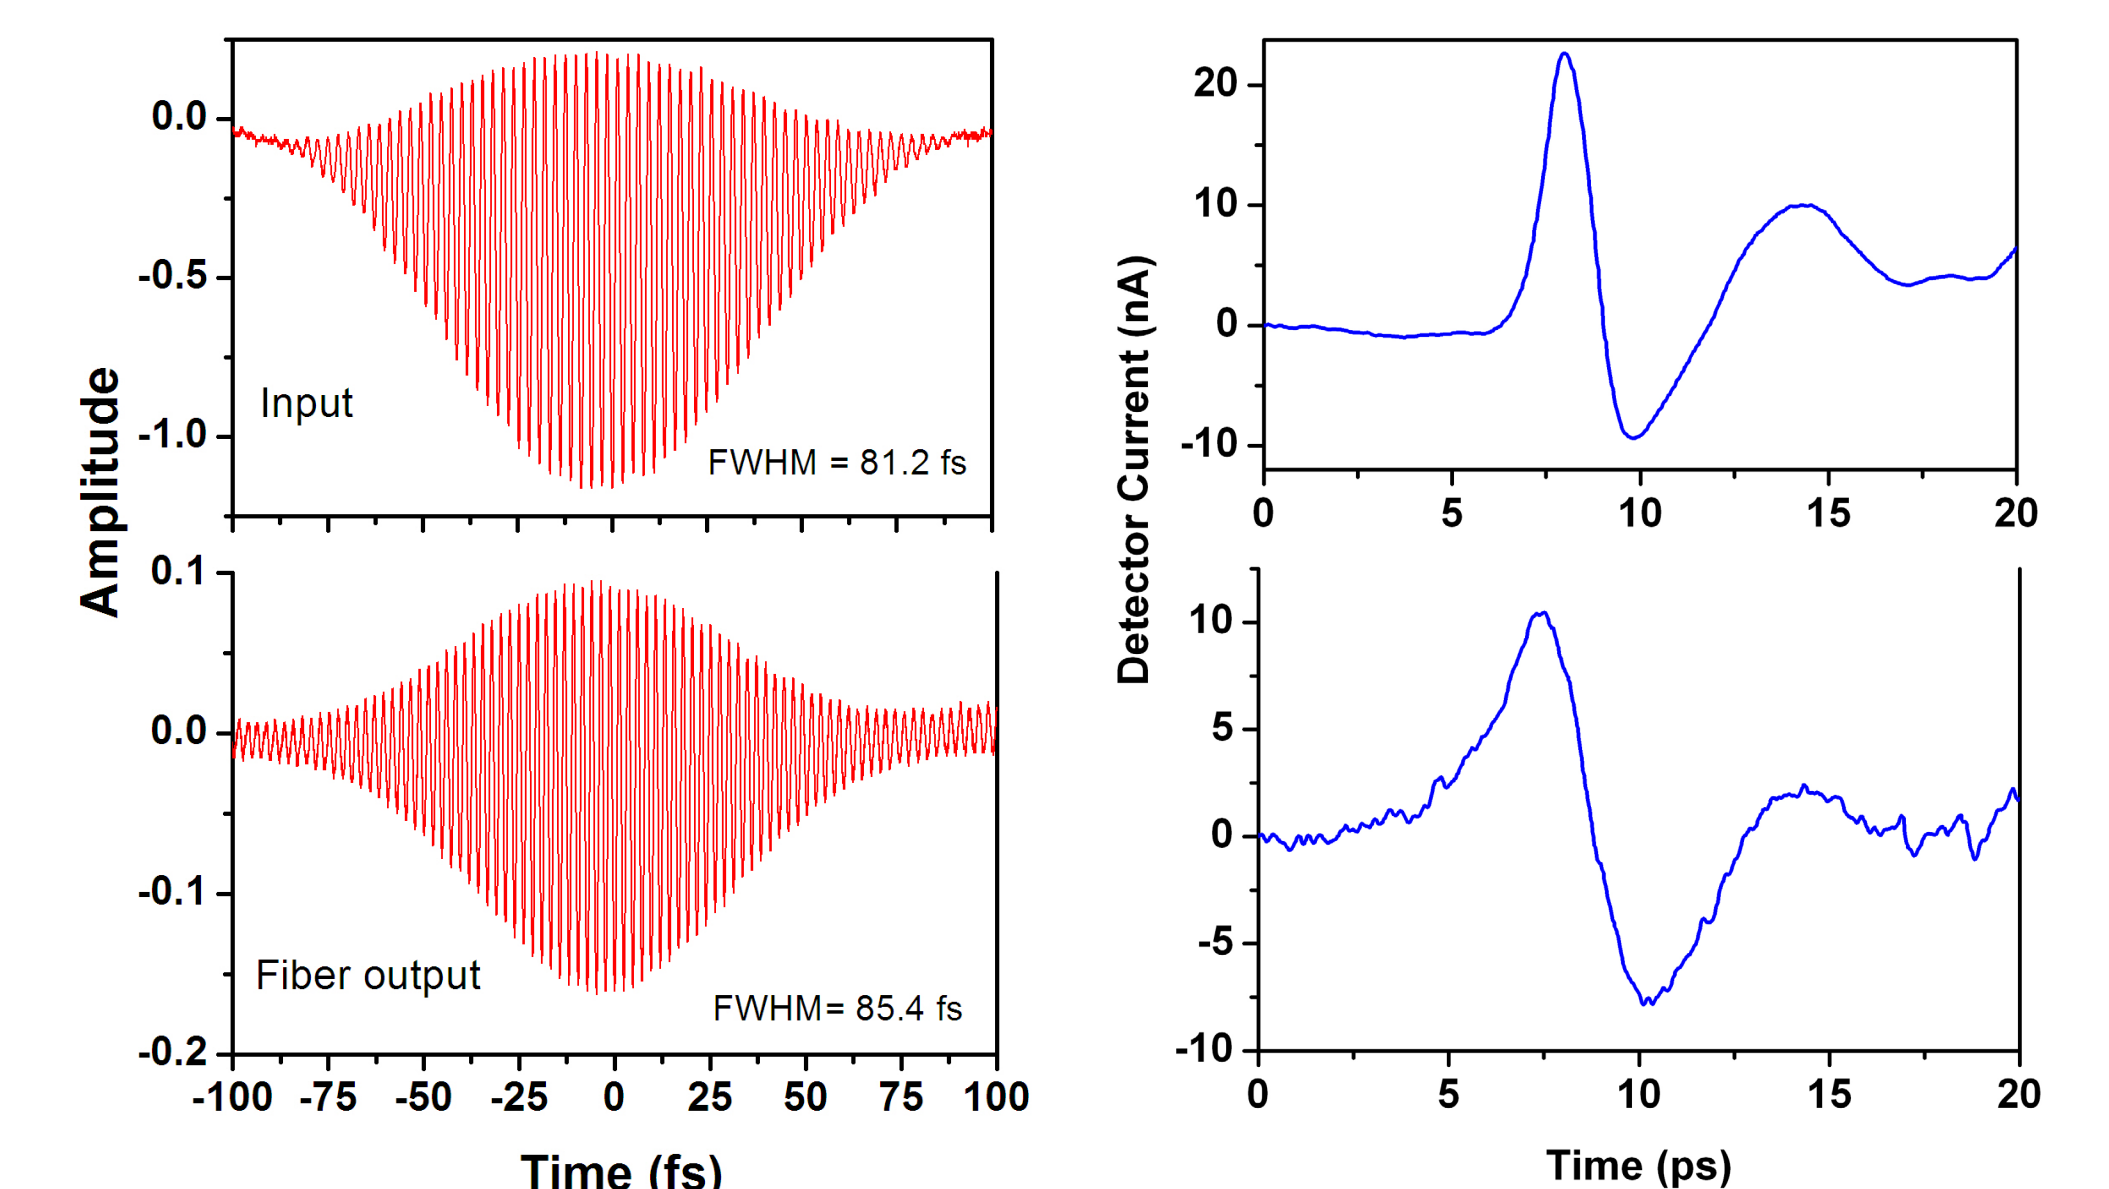 Amplitude
0.0
-0.5
-1.0
Input
FWHM = 81.2 fs
0.1
0.0
-0.1
-0.2
Fiber output
FWHM= 85.4 fs
-100 -75 -50 -25 0 25 50 75 100
Time (fs)
Detector Current (nA)
20
10
0
-10
0 5 10 15 20
10
5
0
-5
-10
0 5 10 15 20
Time (ps)